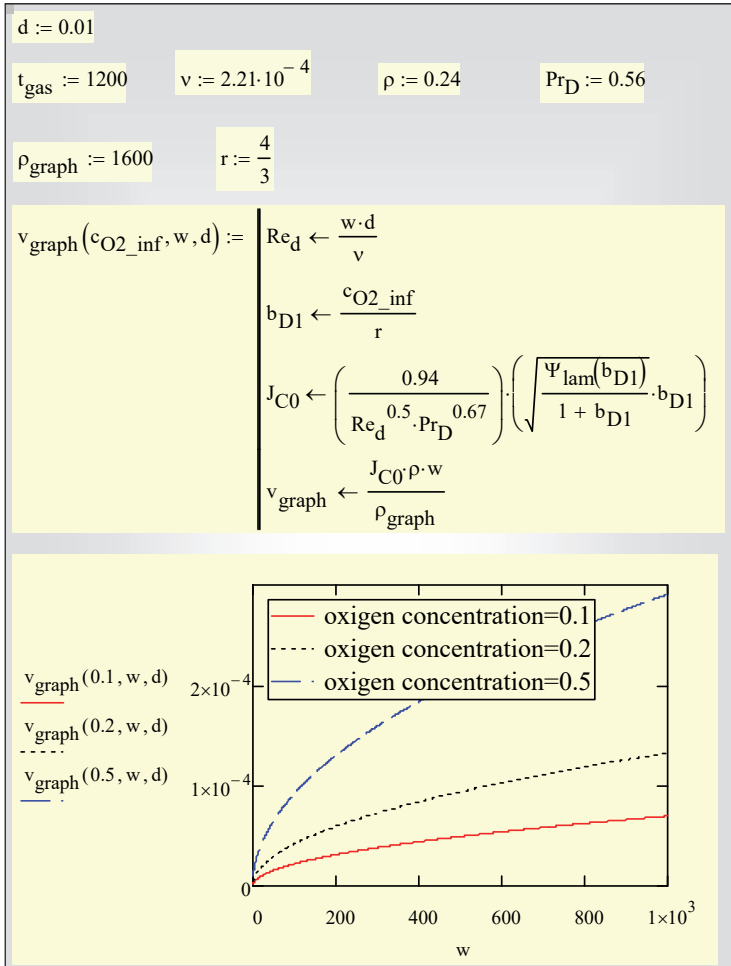 d := 0.01
t_gas := 1200 ν := 2.21·10^−4 ρ := 0.24 Pr_D := 0.56
ρ_graph := 1600 r := 4/3
v_graph(c_O2_inf, w, d) := Re_d ← w·d/ν
b_D1 ← c_O2_inf/r
J_C0 ← (0.94/(Re_d^0.5·Pr_D^0.67))·(√(Ψ_lam(b_D1)/(1 + b_D1))·b_D1)
v_graph ← J_C0·ρ·w/ρ_graph
oxigen concentration=0.1
oxigen concentration=0.2
oxigen concentration=0.5
v_graph(0.1, w, d)
v_graph(0.2, w, d)
v_graph(0.5, w, d)
2×10^−4
1×10^−4
0
0 200 400 600 800 1×10^3
w